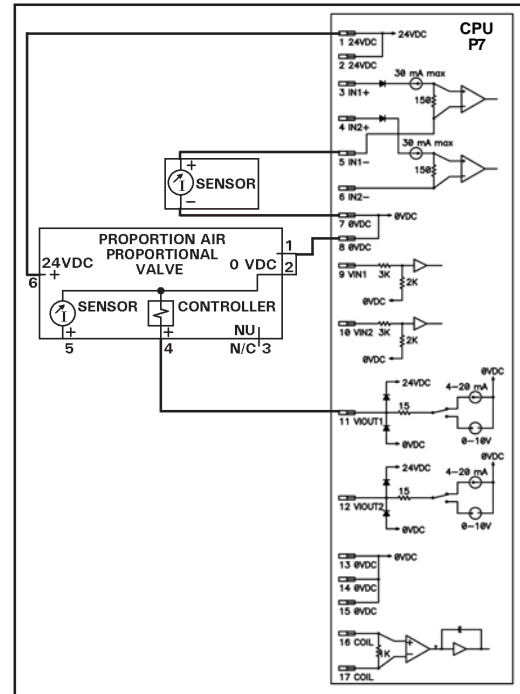 CPU
P7
1 24VDC
24VDC
2 24VDC
30 mA max
3 IN1+
150
4 IN2+
30 mA max
5 IN1-
150
6 IN2-
7 0VDC
0VDC
8 0VDC
9 VIN1 3K
2K
0VDC
10 VIN2 3K
2K
0VDC
0VDC
24VDC
4-20 mA
15
11 VIOUT1
0VDC
0-10V
0VDC
24VDC
4-20 mA
15
12 VIOUT2
0VDC
0-10V
13 0VDC
0VDC
14 0VDC
15 0VDC
16 COIL
1K
17 COIL
+
I
SENSOR
−
PROPORTION AIR
PROPORTIONAL
VALVE
1
24VDC
0 VDC
2
6
+
SENSOR
CONTROLLER
I
NU
+
+
N/C
3
5
4